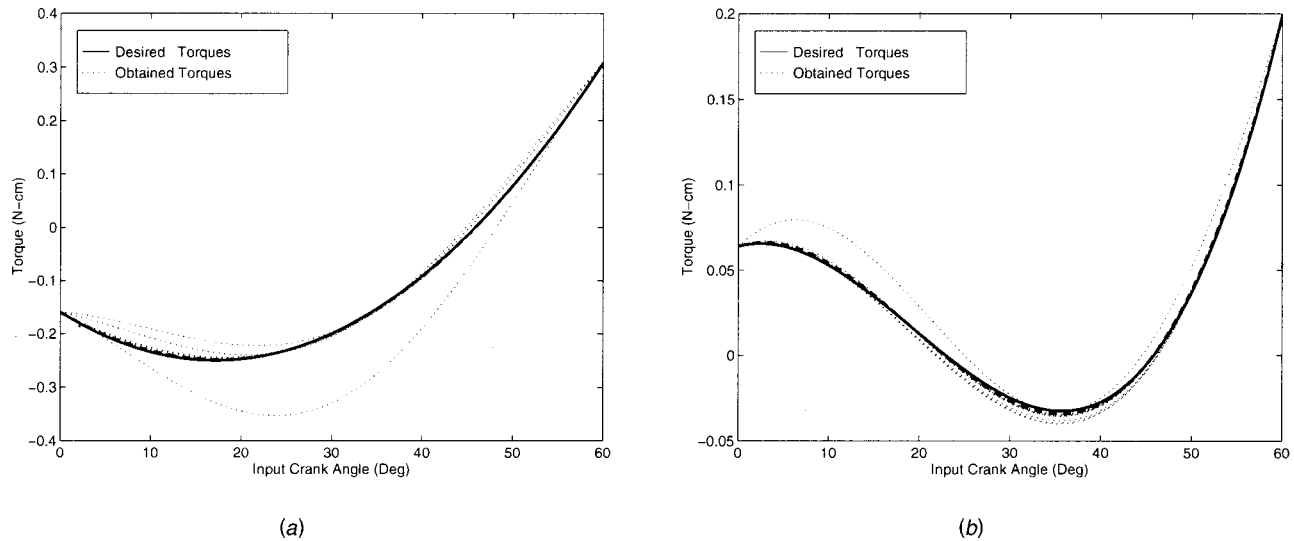 0.4
0.3
0.2
0.1
0
−0.1
−0.2
−0.3
−0.4
Torque (N−cm)
Desired Torques
Obtained Torques
0 10 20 30 40 50 60
Input Crank Angle (Deg)
(a)
0.2
0.15
0.1
0.05
0
−0.05
Torque (N−cm)
Desired Torques
Obtained Torques
0 10 20 30 40 50 60
Input Crank Angle (Deg)
(b)